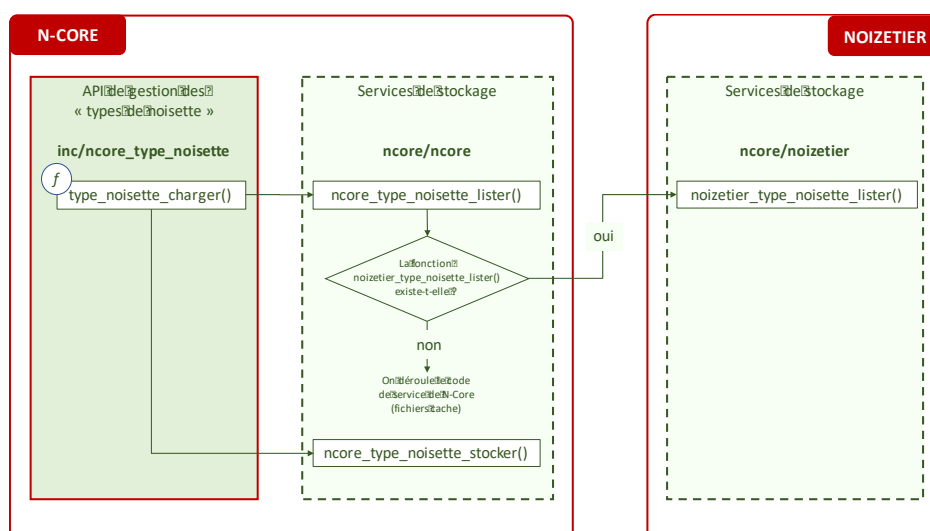 N-CORE
NOIZETIER
API de gestion des
« types de noisette »
inc/ncore_type_noisette
f
type_noisette_charger()
Services de stockage
ncore/ncore
ncore_type_noisette_lister()
La fonction
noizetier_type_noisette_lister()
existe-t-elle ?
non
On déroule le code
de service de N-Core
(fichiers cache)
ncore_type_noisette_stocker()
oui
Services de stockage
ncore/noizetier
noizetier_type_noisette_lister()